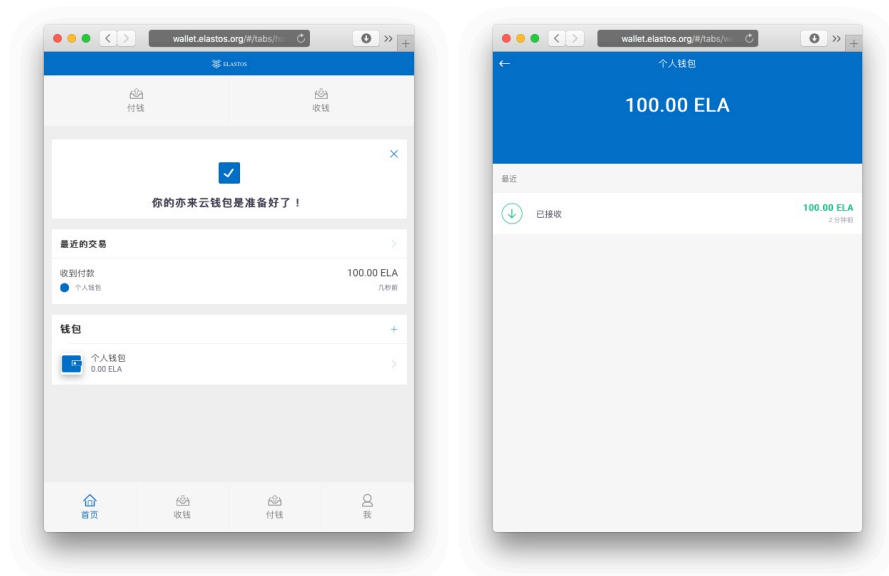 wallet.elastos.org/#/tabs/ho
ELASTOS
付钱
收钱
你的亦来云钱包是准备好了！
最近的交易
收到付款
100.00 ELA
个人钱包
几秒前
钱包
+
个人钱包
0.00 ELA
首页
收钱
付钱
我
wallet.elastos.org/#/tabs/w
个人钱包
100.00 ELA
最近
已接收
100.00 ELA
2 分钟前